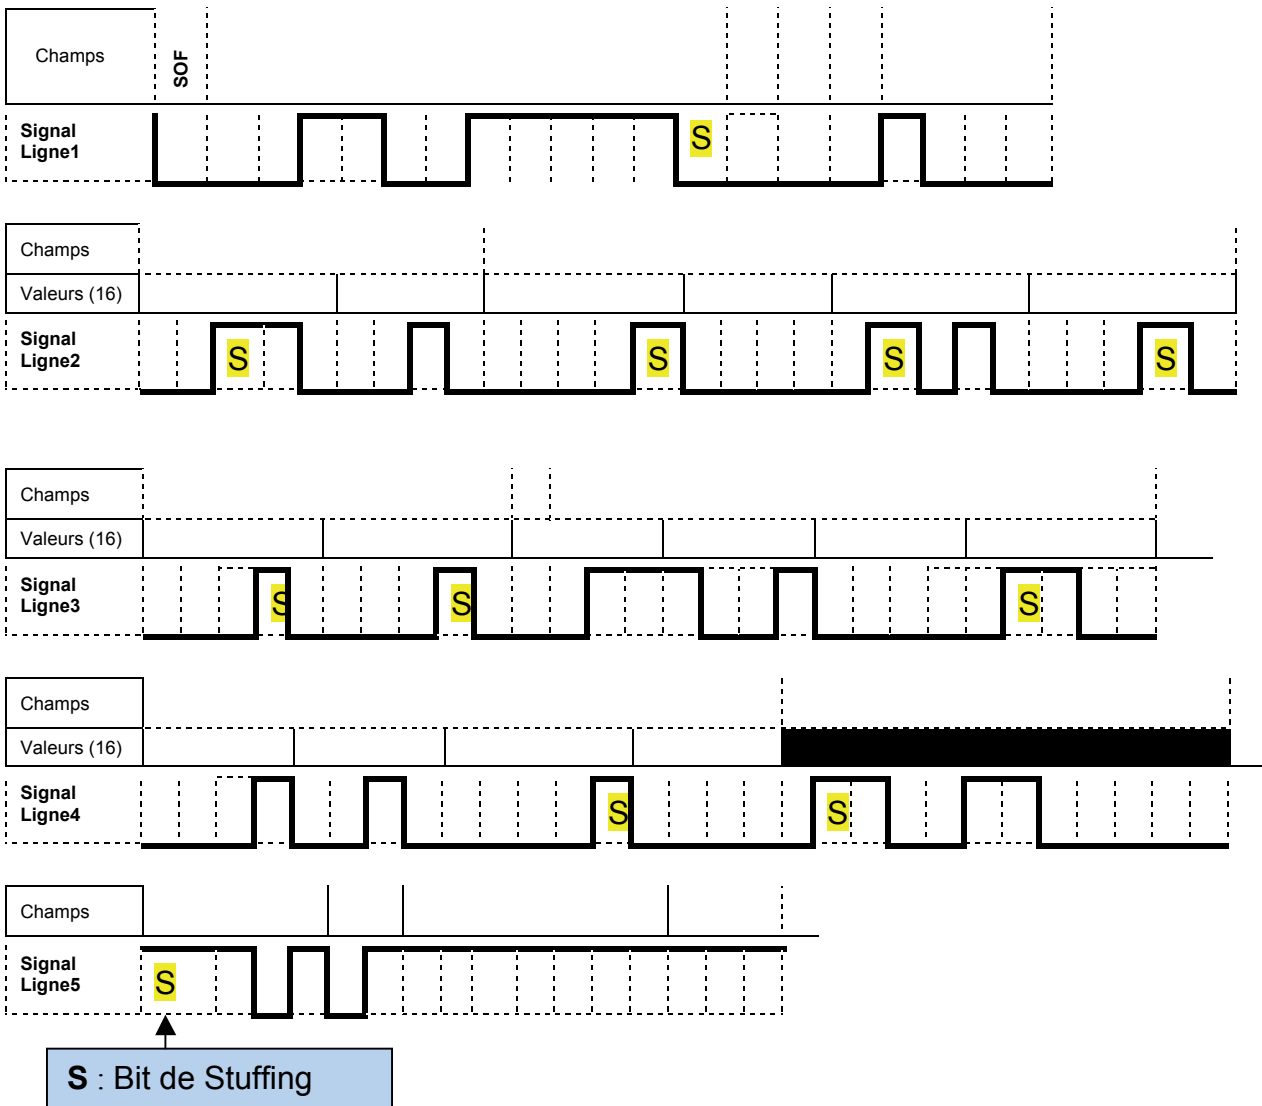 Champs
SOF
Signal
Ligne1
S
Champs
Valeurs (16)
Signal
Ligne2
S
S
S
S
Champs
Valeurs (16)
Signal
Ligne3
S
S
S
Champs
Valeurs (16)
Signal
Ligne4
S
S
Champs
Signal
Ligne5
S
S : Bit de Stuffing